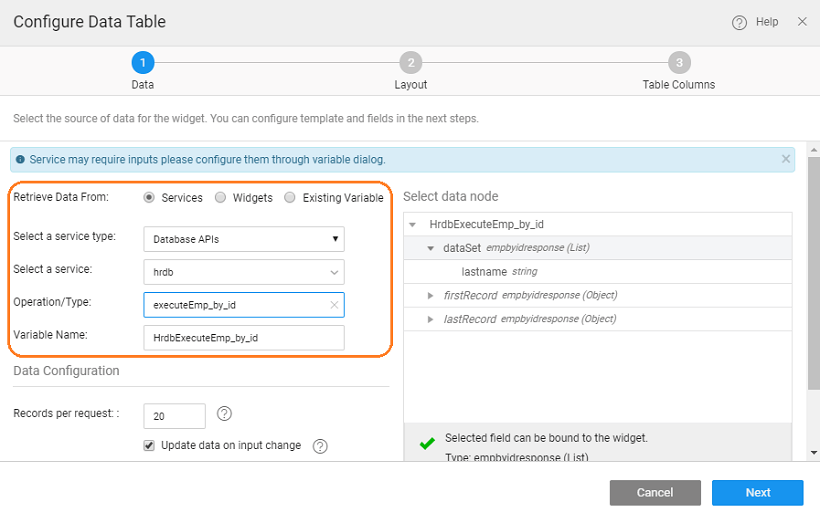 Configure Data Table
Help
1
2
3
Data
Layout
Table Columns
Select the source of data for the widget. You can configure template and fields in the next steps.
Service may require inputs please configure them through variable dialog.
Retrieve Data From:
Services
Widgets
Existing Variable
Select a service type:
Database APIs
Select a service:
hrdb
Operation/Type:
executeEmp_by_id
Variable Name:
HrdbExecuteEmp_by_id
Data Configuration
Records per request: :
20
Update data on input change
Select data node
HrdbExecuteEmp_by_id
dataSet empbyidresponse (List)
lastname string
firstRecord empbyidresponse (Object)
lastRecord empbyidresponse (Object)
Selected field can be bound to the widget.
Type: empbyidresponse (List)
Cancel
Next